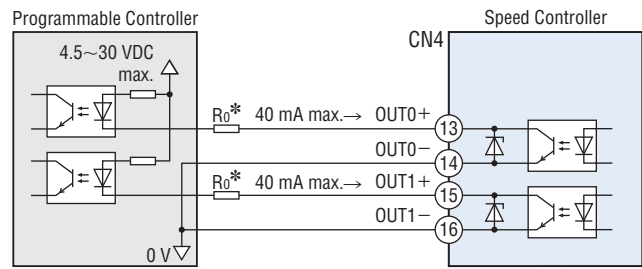 Programmable Controller
Speed Controller
CN4
4.5~30 VDC
max.
R0* 40 mA max.→ OUT0+ 13
OUT0− 14
R0* 40 mA max.→ OUT1+ 15
OUT1− 16
0 V